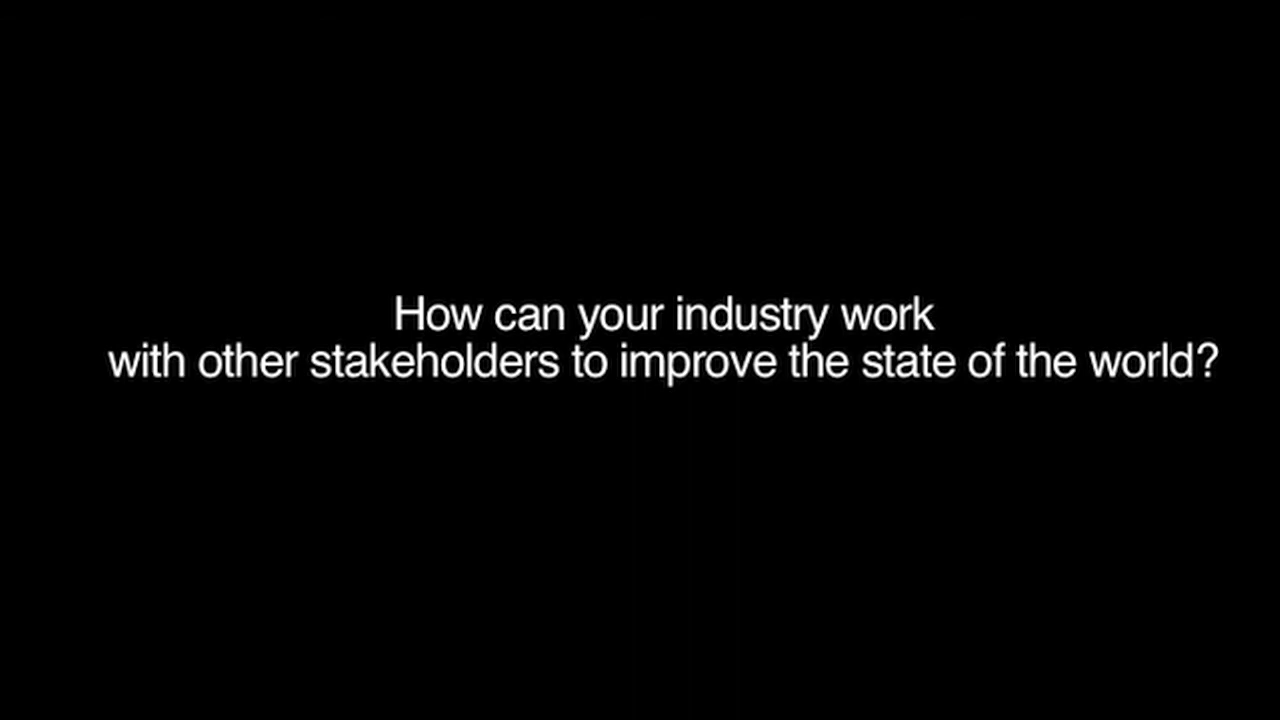 How can your industry work
with other stakeholders to improve the state of the world?